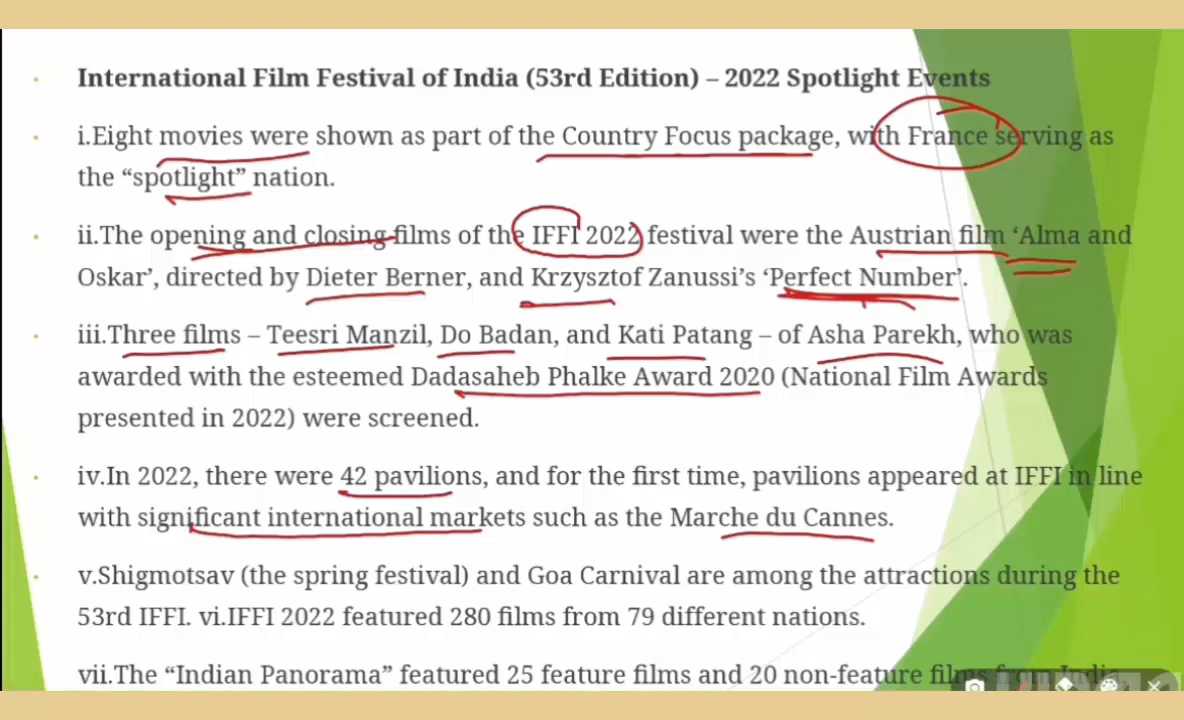 International Film Festival of India (53rd Edition) – 2022 Spotlight Events
i.Eight movies were shown as part of the Country Focus package, with France serving as
the “spotlight” nation.
ii.The opening and closing films of the IFFI 2022 festival were the Austrian film ‘Alma and
Oskar’, directed by Dieter Berner, and Krzysztof Zanussi’s ‘Perfect Number’.
iii.Three films – Teesri Manzil, Do Badan, and Kati Patang – of Asha Parekh, who was
awarded with the esteemed Dadasaheb Phalke Award 2020 (National Film Awards
presented in 2022) were screened.
iv.In 2022, there were 42 pavilions, and for the first time, pavilions appeared at IFFI in line
with significant international markets such as the Marche du Cannes.
v.Shigmotsav (the spring festival) and Goa Carnival are among the attractions during the
53rd IFFI. vi.IFFI 2022 featured 280 films from 79 different nations.
vii.The “Indian Panorama” featured 25 feature films and 20 non-feature films from India